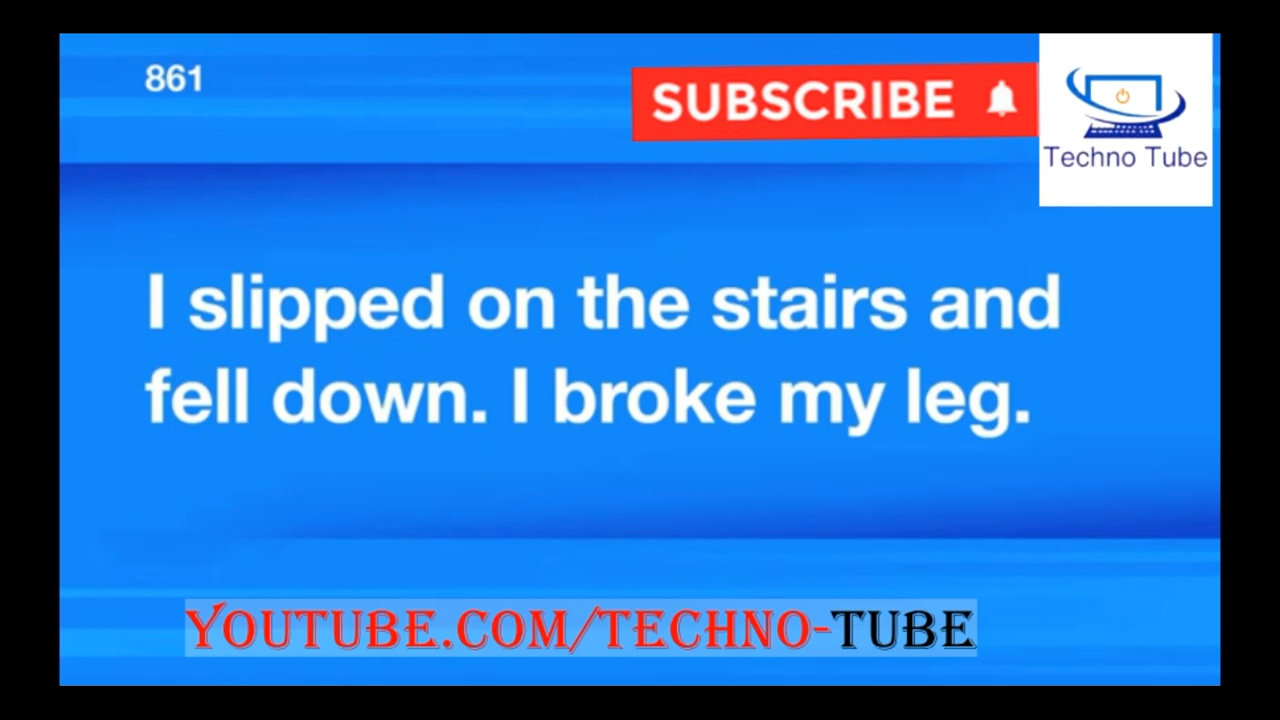 861
SUBSCRIBE
Techno Tube
I slipped on the stairs and
fell down. I broke my leg.
YOUTUBE.COM/TECHNO-TUBE